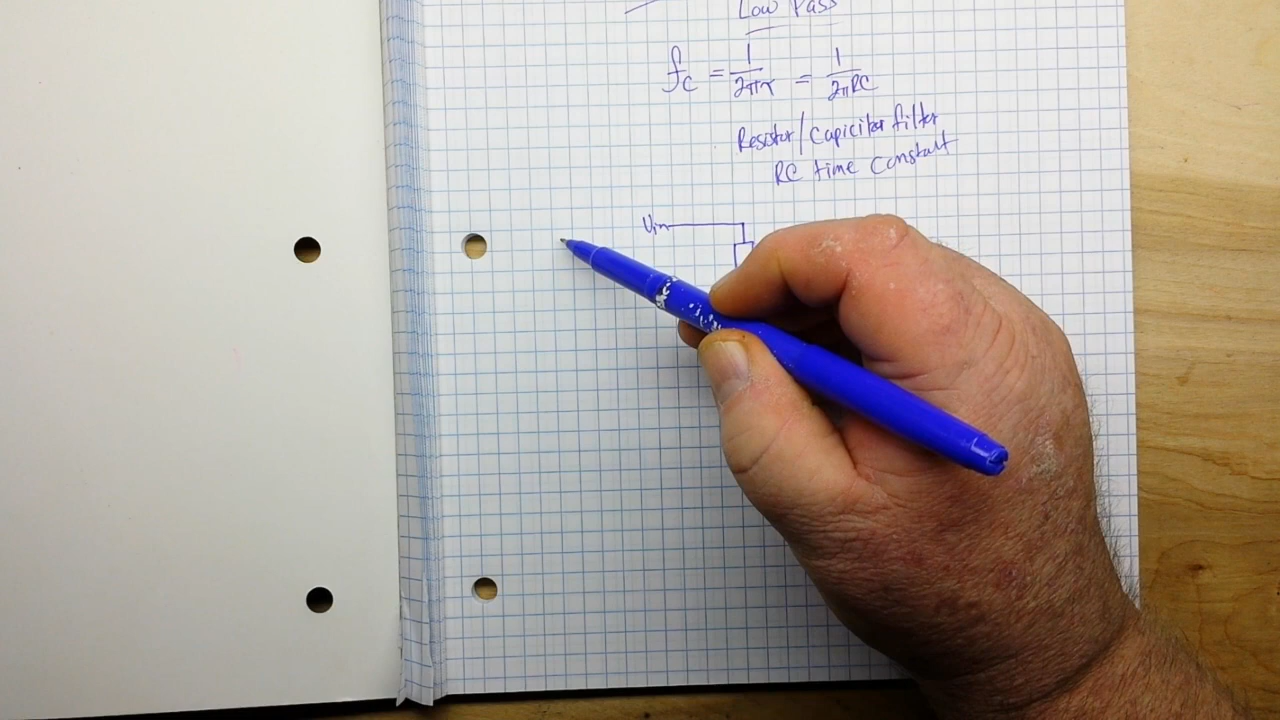 Low Pass
fc = 1/2πτ = 1/2πRC
Resistor/Capicitor filter
RC time constant
Vin